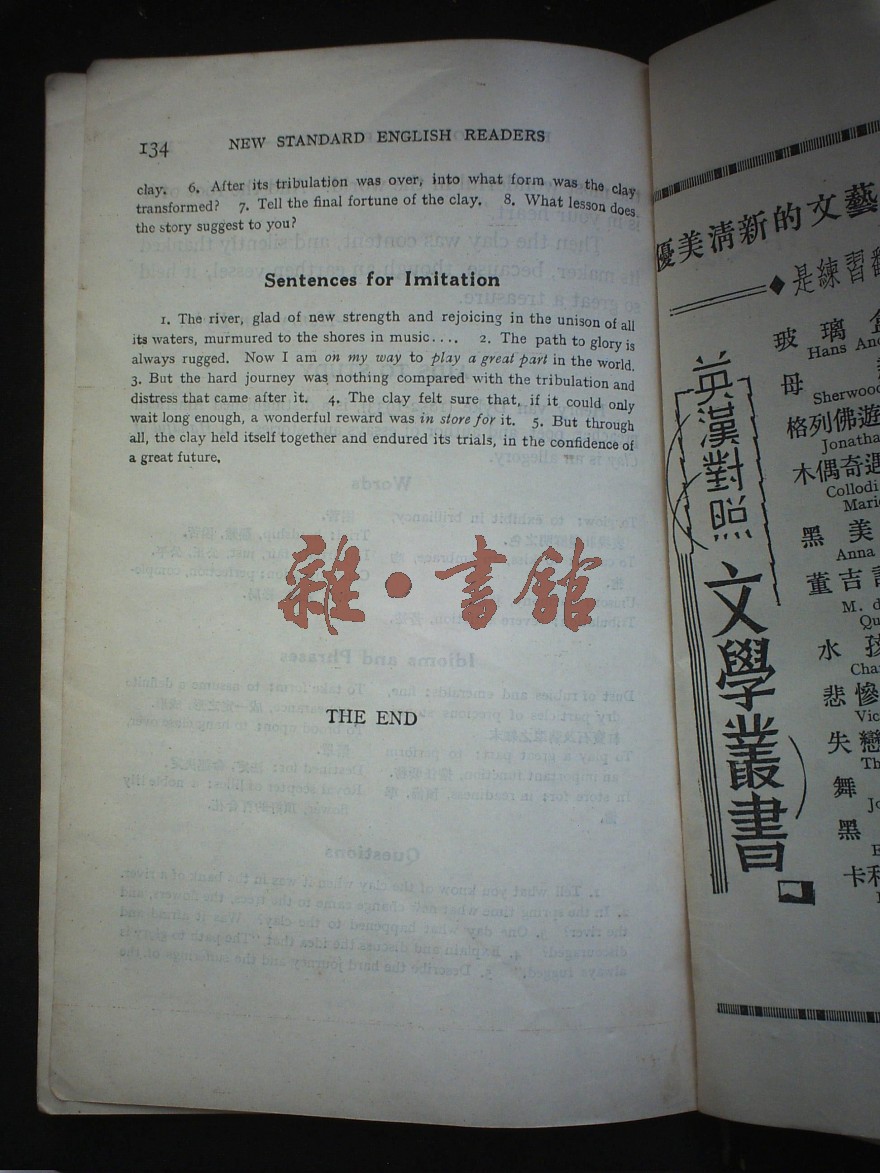 134 NEW STANDARD ENGLISH READERS
clay. 6. After its tribulation was over, into what form was the clay
transformed? 7. Tell the final fortune of the clay. 8. What lesson does
the story suggest to you?
Sentences for Imitation
1. The river, glad of new strength and rejoicing in the unison of all
its waters, murmured to the shores in music.... 2. The path to glory is
always rugged. Now I am on my way to play a great part in the world.
3. But the hard journey was nothing compared with the tribulation and
distress that came after it. 4. The clay felt sure that, if it could only
wait long enough, a wonderful reward was in store for it. 5. But through
all, the clay held itself together and endured its trials, in the confidence of
a great future.
雜·書館
THE END
優美清新的文藝
是練習
英漢對照
文學叢書
玻璃
Hans
母
Sherwood
格列佛遊
Jonatha
木偶奇遇
Collodi
黑美
Anna
董吉
M. d
水孩
Cha
悲慘
Vic
失戀
Th
舞
黑
卡利